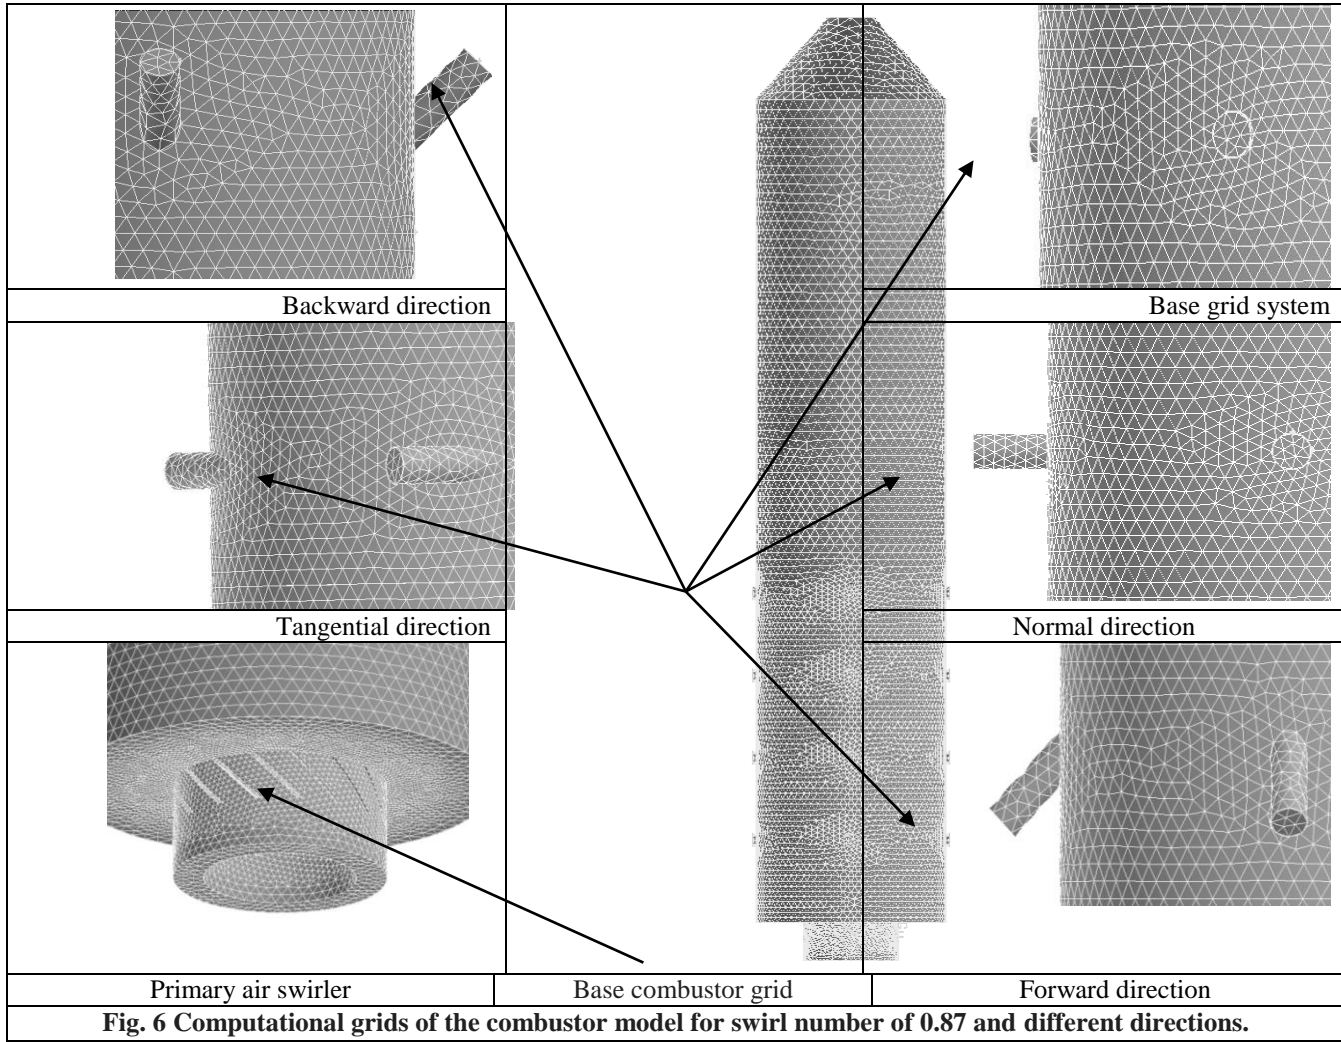 Backward direction
Base grid system
Tangential direction
Normal direction
Primary air swirler
Base combustor grid
Forward direction
Fig. 6 Computational grids of the combustor model for swirl number of 0.87 and different directions.